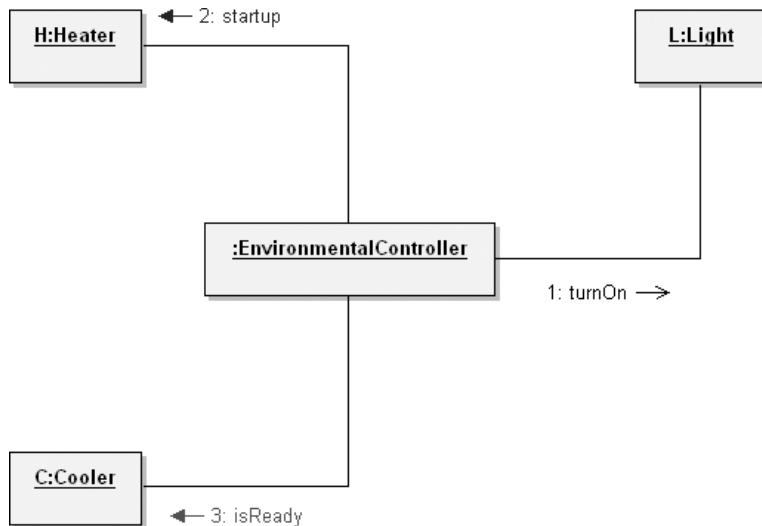 2: startup
H:Heater
L:Light
:EnvironmentalController
1: turnOn
C:Cooler
3: isReady